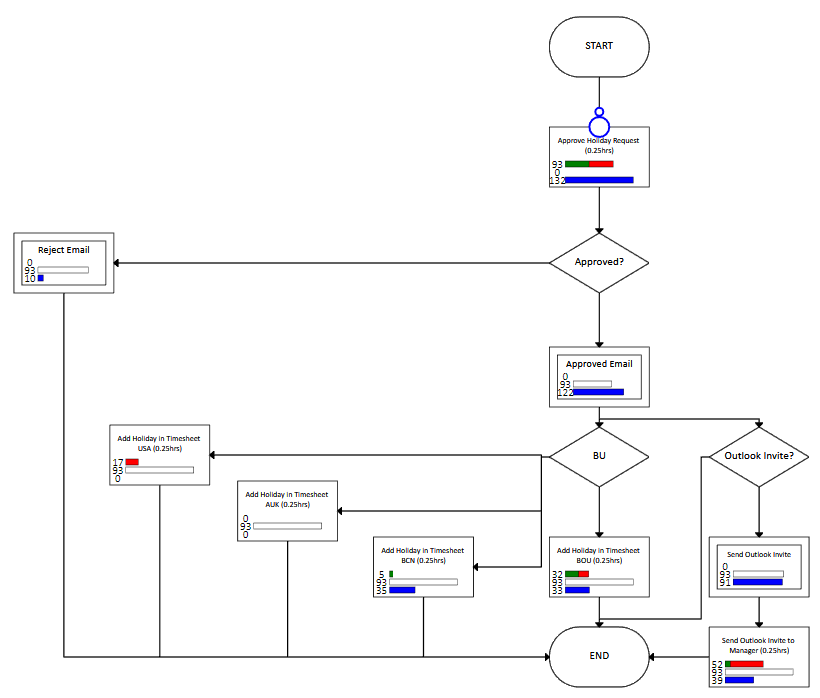 START
Approve Holiday Request
(0.25hrs)
93
0
132
Reject Email
0
93
10
Approved?
Approved Email
0
93
122
Add Holiday in Timesheet
USA (0.25hrs)
17
93
0
BU
Outlook Invite?
Add Holiday in Timesheet
AUK (0.25hrs)
0
93
0
Add Holiday in Timesheet
BCN (0.25hrs)
5
93
35
Add Holiday in Timesheet
BOU (0.25hrs)
32
93
33
Send Outlook Invite
0
93
91
END
Send Outlook Invite to
Manager (0.25hrs)
52
93
39